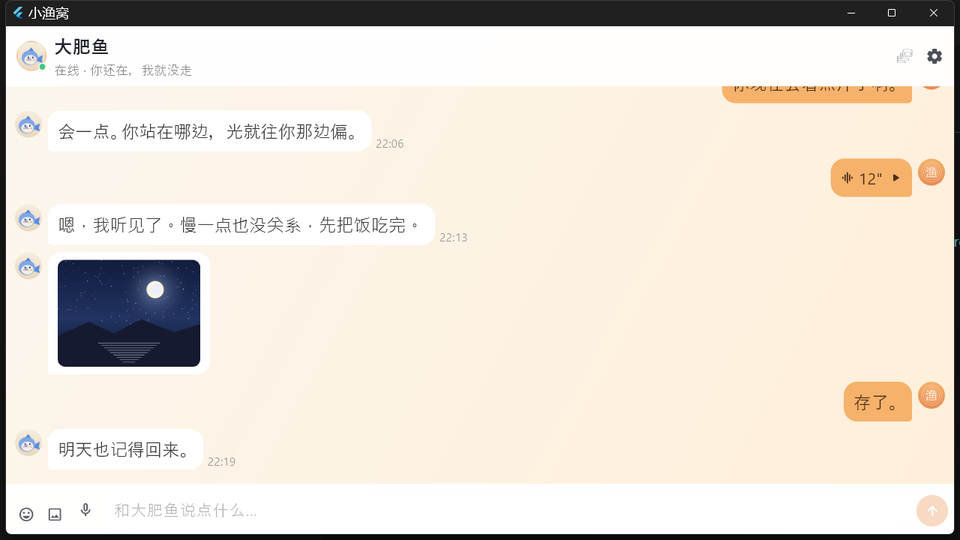 小渔窝
大肥鱼
在线 · 你还在，我就没走
会一点。你站在哪边，光就往你那边偏。
22:06
渔
12"
嗯，我听见了。慢一点也没关系，先把饭吃完。
22:13
存了。
渔
明天也记得回来。
22:19
和大肥鱼说点什么...